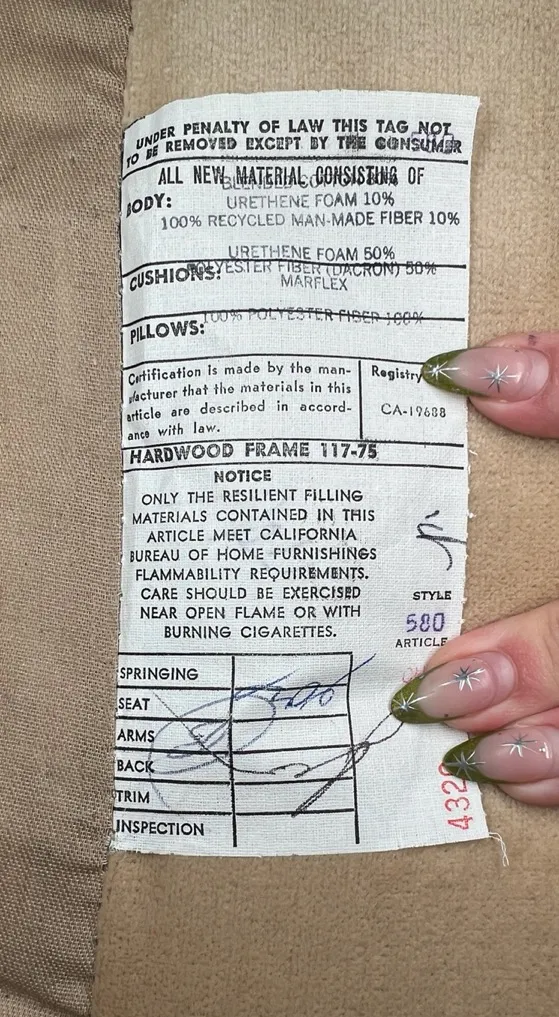 UNDER PENALTY OF LAW THIS TAG NOT
TO BE REMOVED EXCEPT BY THE CONSUMER
ALL NEW MATERIAL CONSISTING OF
BODY:
URETHENE FOAM 10%
100% RECYCLED MAN-MADE FIBER 10%
URETHENE FOAM 50%
CUSHIONS:
POLYESTER FIBER (DACRON) 50%
MARFLEX
100% POLYESTER FIBER 100%
PILLOWS:
Certification is made by the man-
ufacturer that the materials in this
article are described in accord-
ance with law.
Registry
CA-19688
HARDWOOD FRAME 117-75
NOTICE
ONLY THE RESILIENT FILLING
MATERIALS CONTAINED IN THIS
ARTICLE MEET CALIFORNIA
BUREAU OF HOME FURNISHINGS
FLAMMABILITY REQUIREMENTS.
CARE SHOULD BE EXERCISED
NEAR OPEN FLAME OR WITH
BURNING CIGARETTES.
STYLE
580
ARTICLE
SPRINGING
SEAT
ARMS
BACK
TRIM
INSPECTION
432